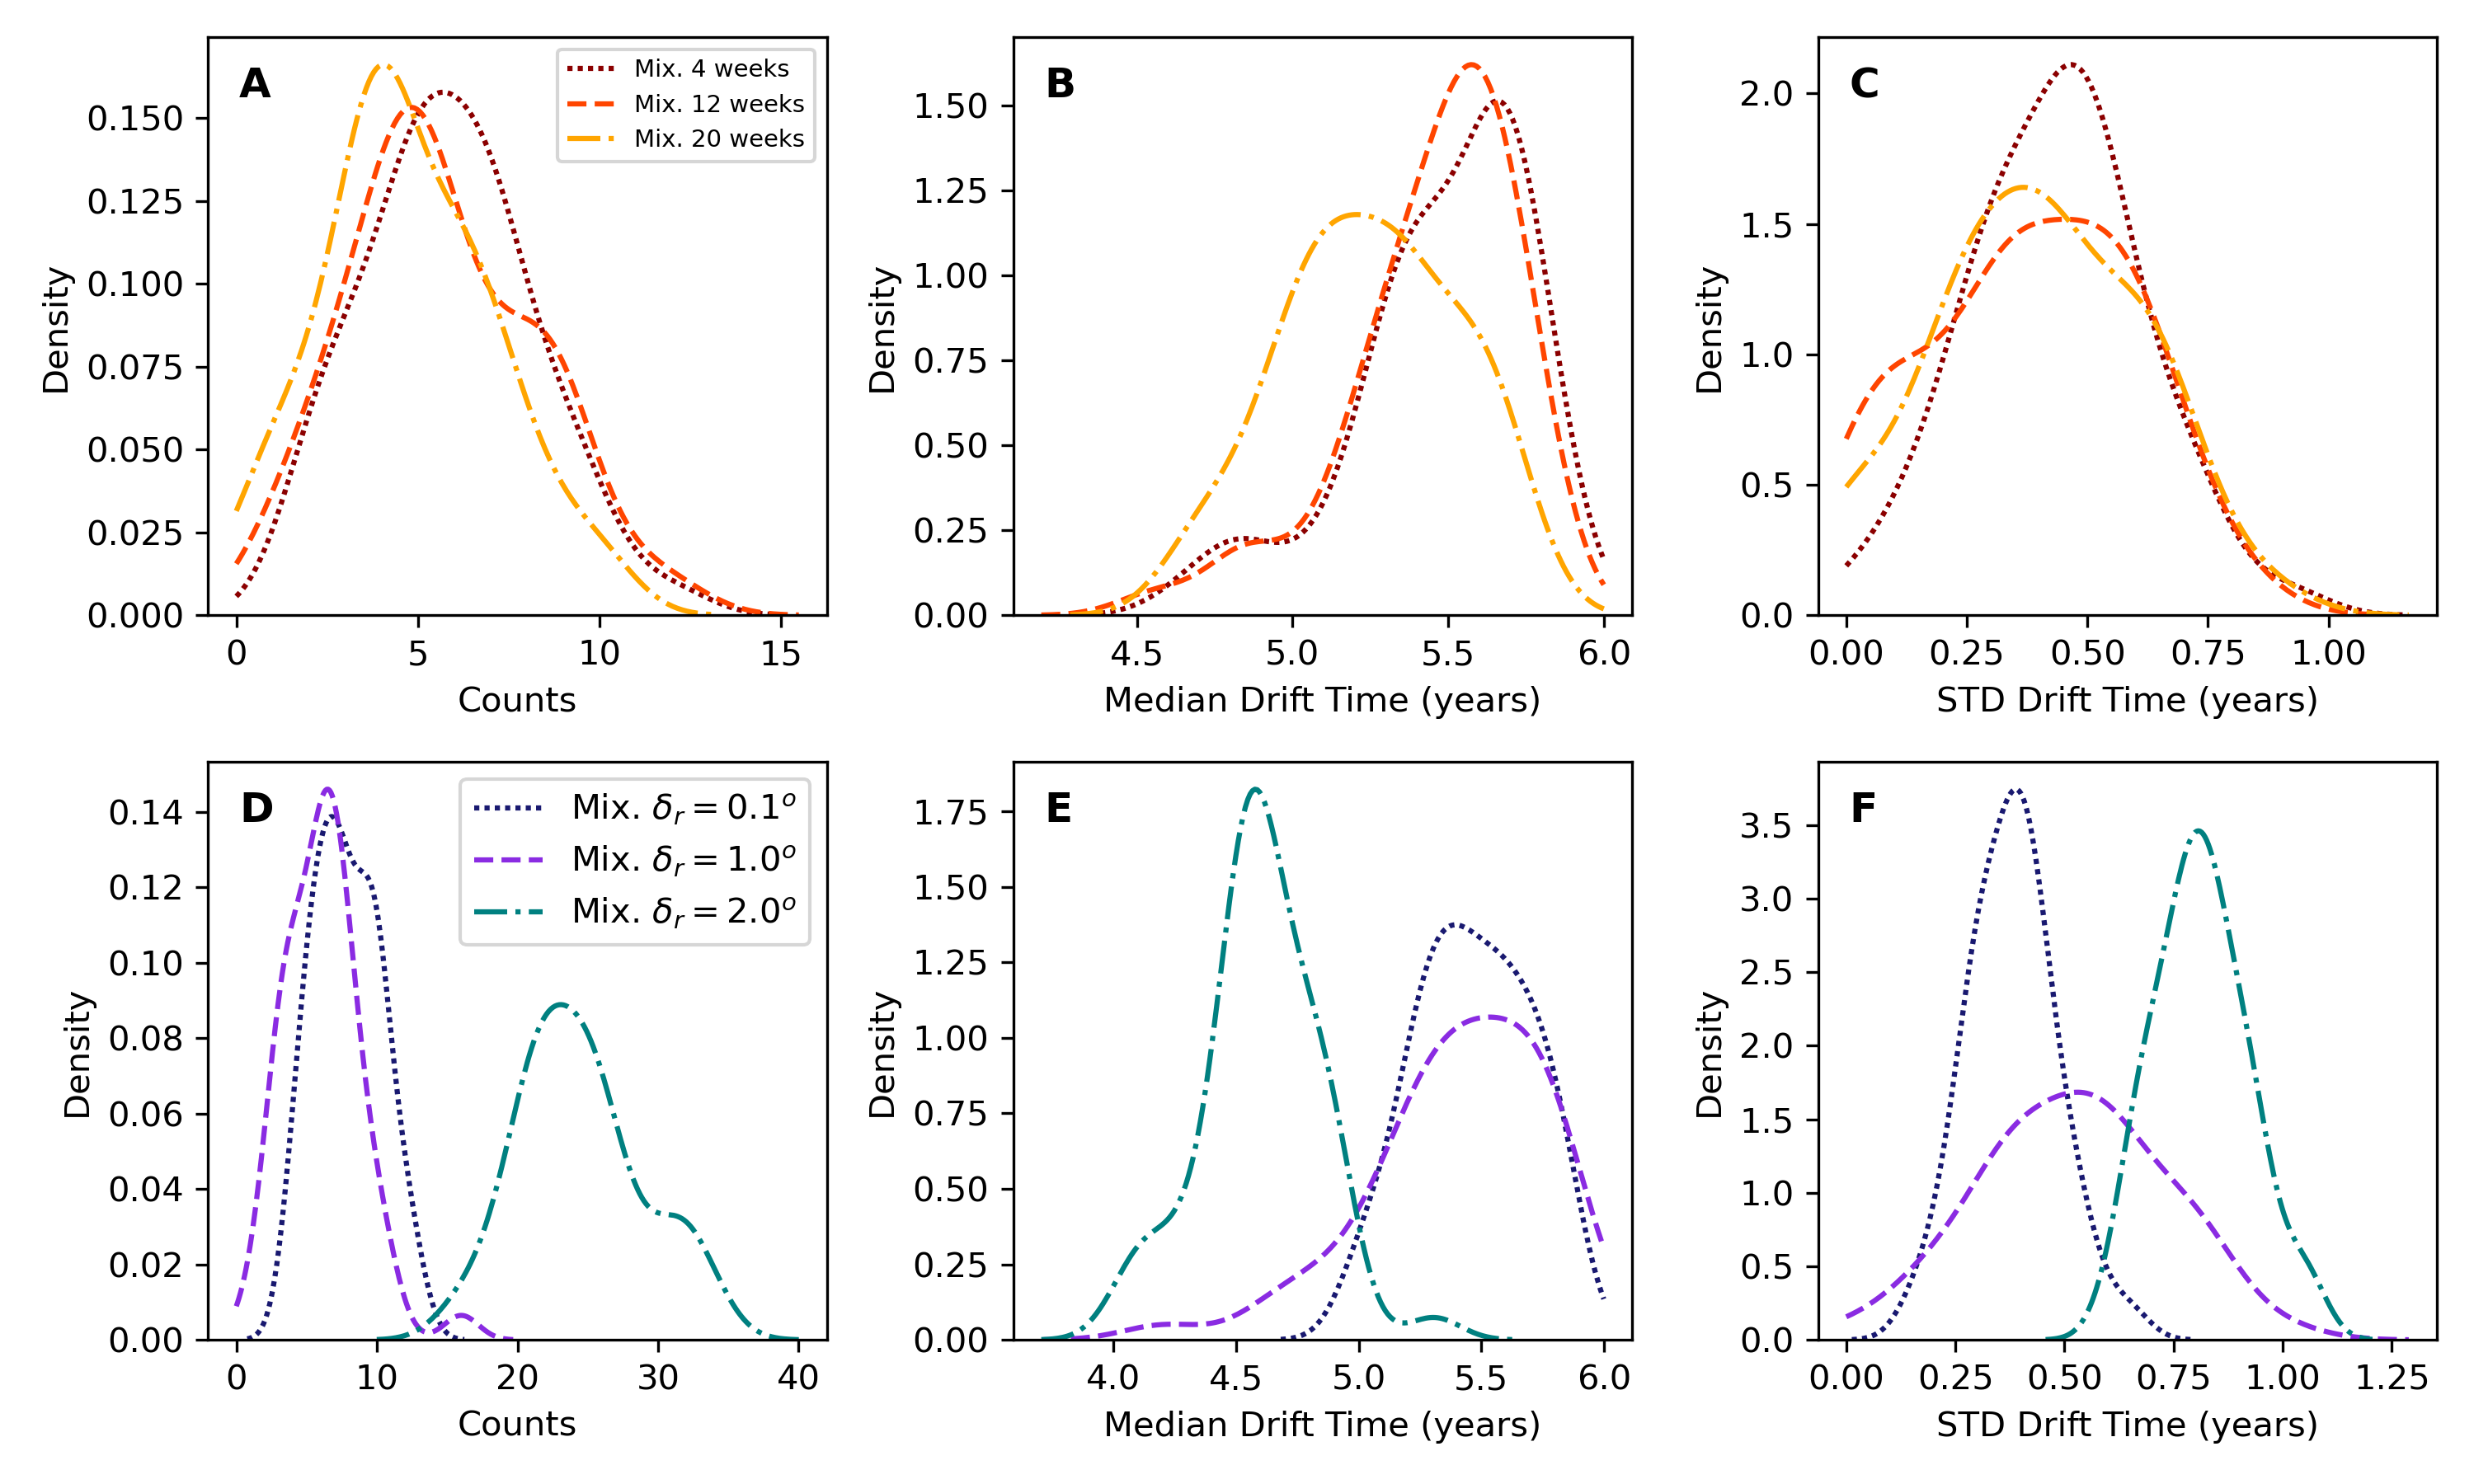 A
Mix. 4 weeks
Mix. 12 weeks
Mix. 20 weeks
0.150
0.125
0.100
0.075
0.050
0.025
0.000
Density
0 5 10 15
Counts
B
1.50
1.25
1.00
0.75
0.50
0.25
0.00
Density
4.5 5.0 5.5 6.0
Median Drift Time (years)
C
2.0
1.5
1.0
0.5
0.0
Density
0.00 0.25 0.50 0.75 1.00
STD Drift Time (years)
D
Mix. δr = 0.1°
Mix. δr = 1.0°
Mix. δr = 2.0°
0.14
0.12
0.10
0.08
0.06
0.04
0.02
0.00
Density
0 10 20 30 40
Counts
E
1.75
1.50
1.25
1.00
0.75
0.50
0.25
0.00
Density
4.0 4.5 5.0 5.5 6.0
Median Drift Time (years)
F
3.5
3.0
2.5
2.0
1.5
1.0
0.5
0.0
Density
0.00 0.25 0.50 0.75 1.00 1.25
STD Drift Time (years)